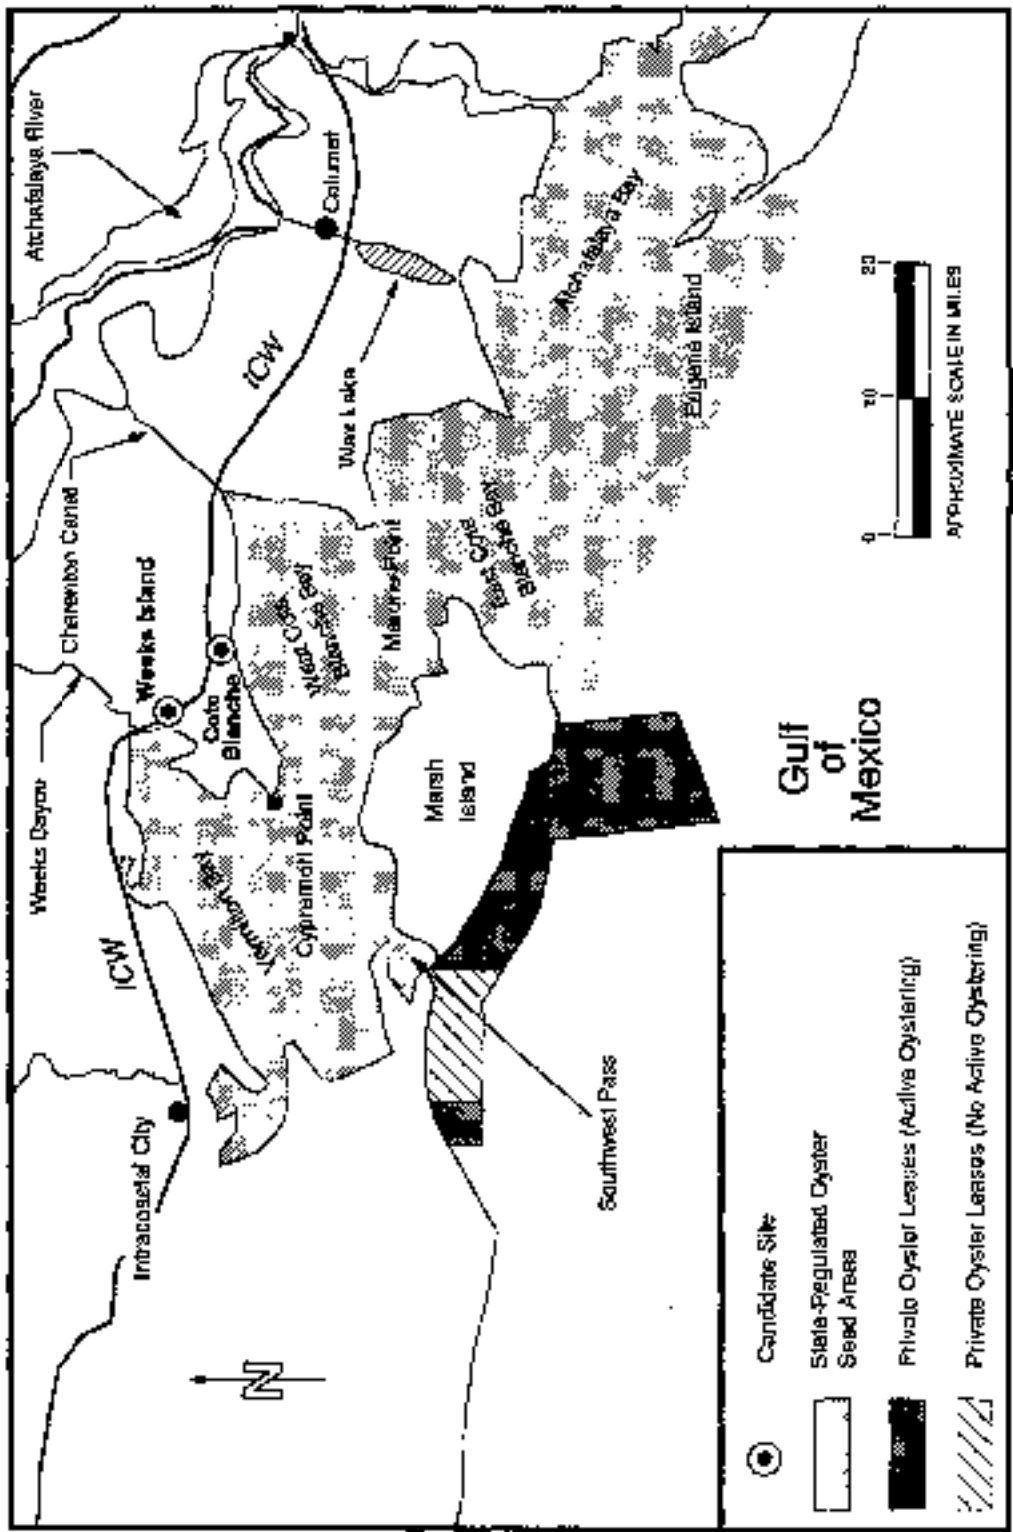 Atchafalaya River
Calumet
ICW
Wax Lake
Charenton Canal
Weeks Island
Weeks Bayou
Cote
Blanche
West Cote
Blanche Bay
Marone Point
East Cote
Blanche Bay
Atchafalaya Bay
Eugene Island
Vermilion Bay
Cypremort Point
Marsh
Island
ICW
Intracoastal City
Southwest Pass
Gulf
of
Mexico
N
0 10 20
APPROXIMATE SCALE IN MILES
Candidate Site
State-Regulated Oyster
Seed Areas
Private Oyster Leases (Active Oystering)
Private Oyster Leases (No Active Oystering)